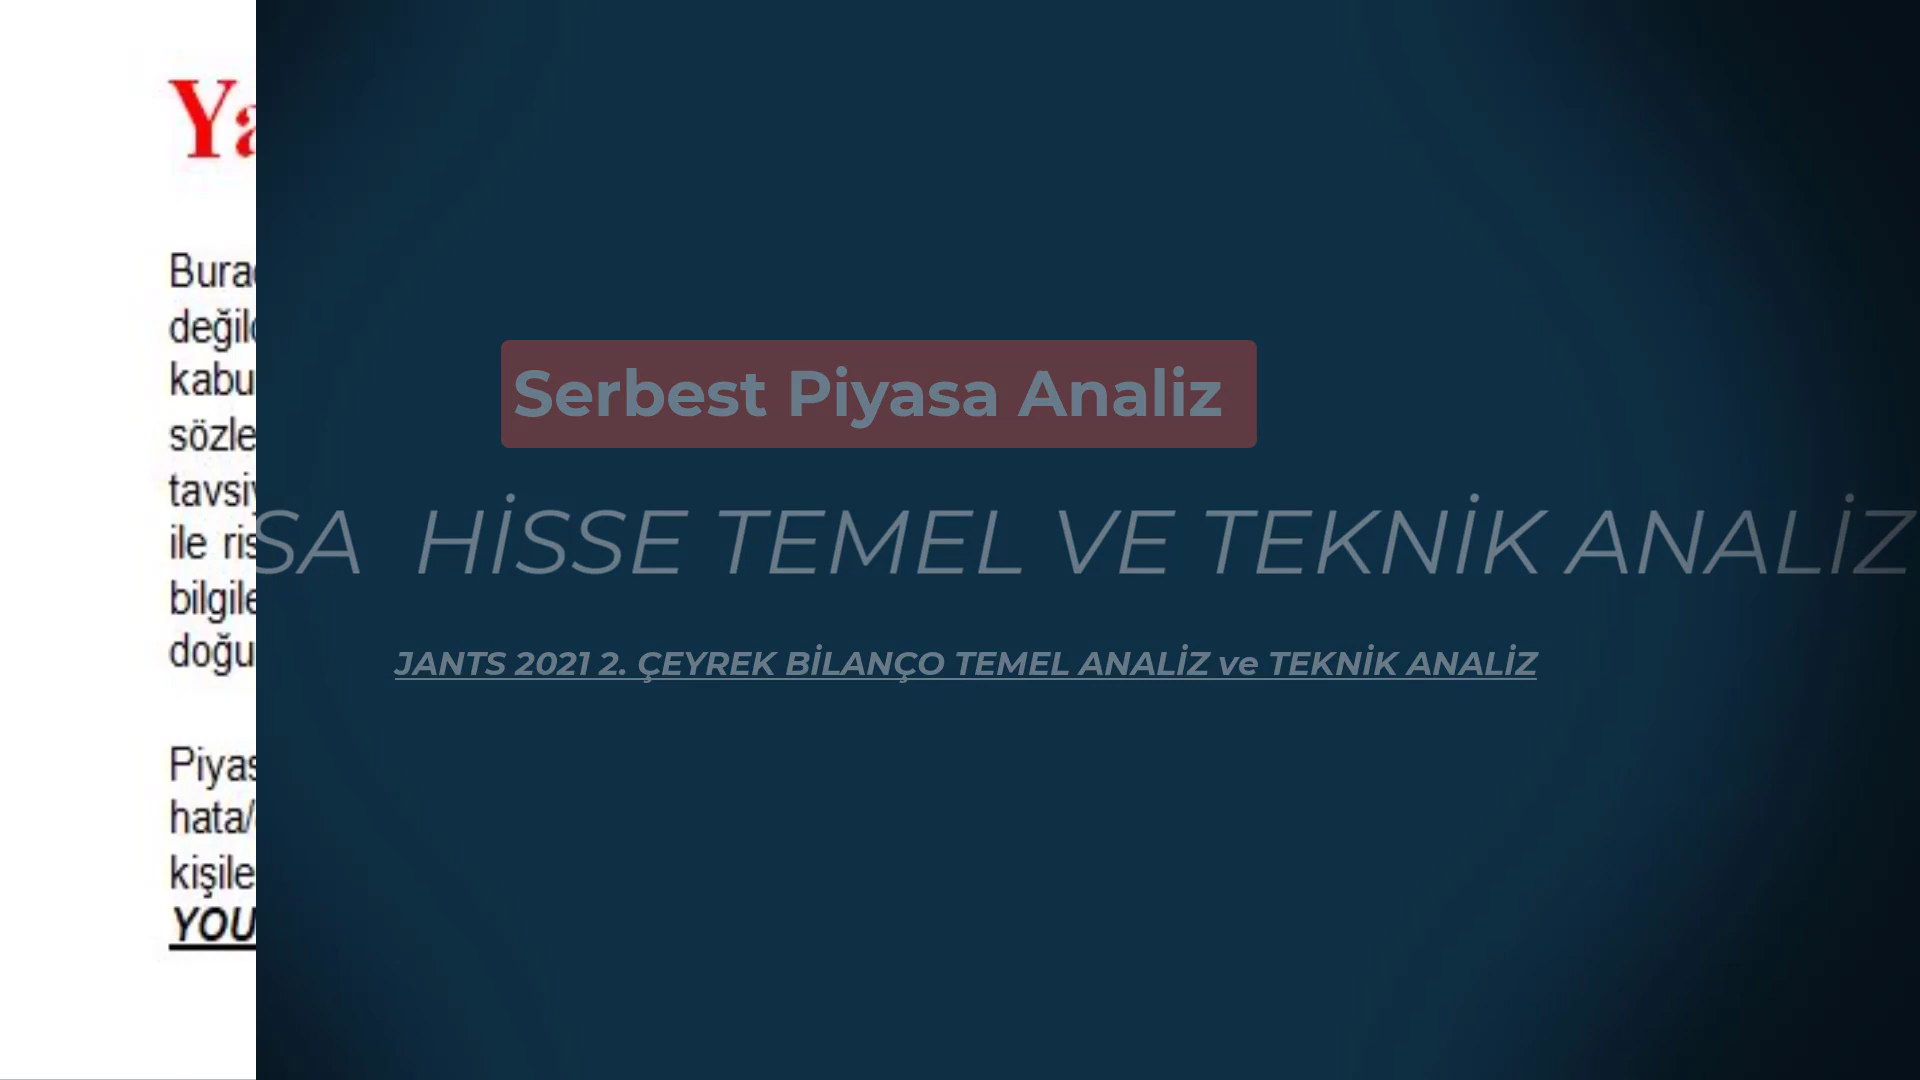 Serbest Piyasa Analiz
SA HİSSE TEMEL VE TEKNİK ANALİZ
JANTS 2021 2. ÇEYREK BİLANÇO TEMEL ANALİZ ve TEKNİK ANALİZ
Ya
Bura
değil
kabu
sözle
tavsiy
ile ris
bilgile
doğu
Piyas
hata/
kişile
YOU